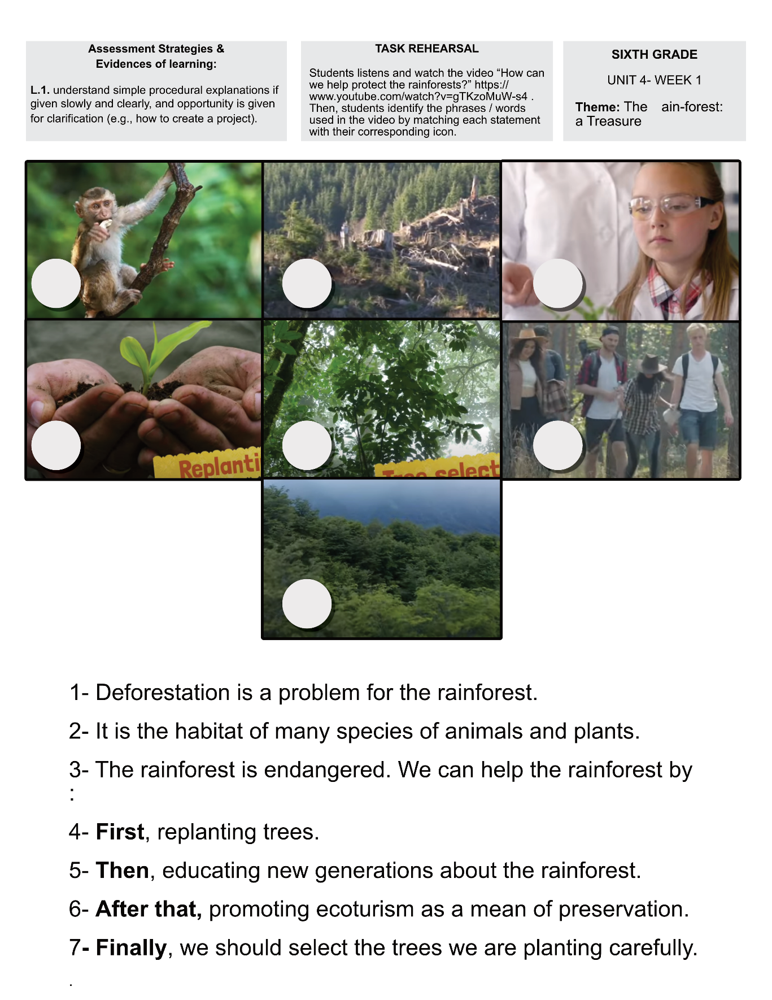 Assessment Strategies &
Evidences of learning:
L.1. understand simple procedural explanations if
given slowly and clearly, and opportunity is given
for clarification (e.g., how to create a project).
TASK REHEARSAL
Students listens and watch the video “How can
we help protect the rainforests?” https://
www.youtube.com/watch?v=gTKzoMuW-s4 .
Then, students identify the phrases / words
used in the video by matching each statement
with their corresponding icon.
SIXTH GRADE
UNIT 4- WEEK 1
Theme: The ain-forest:
a Treasure
Replanti
Tree select
1- Deforestation is a problem for the rainforest.
2- It is the habitat of many species of animals and plants.
3- The rainforest is endangered. We can help the rainforest by
:
4- First, replanting trees.
5- Then, educating new generations about the rainforest.
6- After that, promoting ecoturism as a mean of preservation.
7- Finally, we should select the trees we are planting carefully.
.